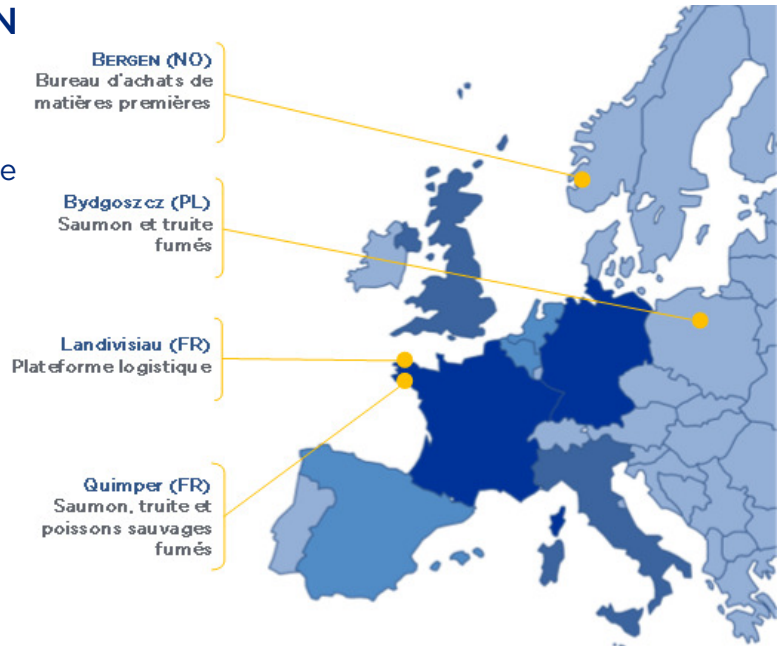 N
BERGEN (NO)
Bureau d'achats de
matières premières
e
Bydgoszcz (PL)
Saumon et truite
fumés
Landivisiau (FR)
Plateforme logistique
Quimper (FR)
Saumon, truite et
poissons sauvages
fumés